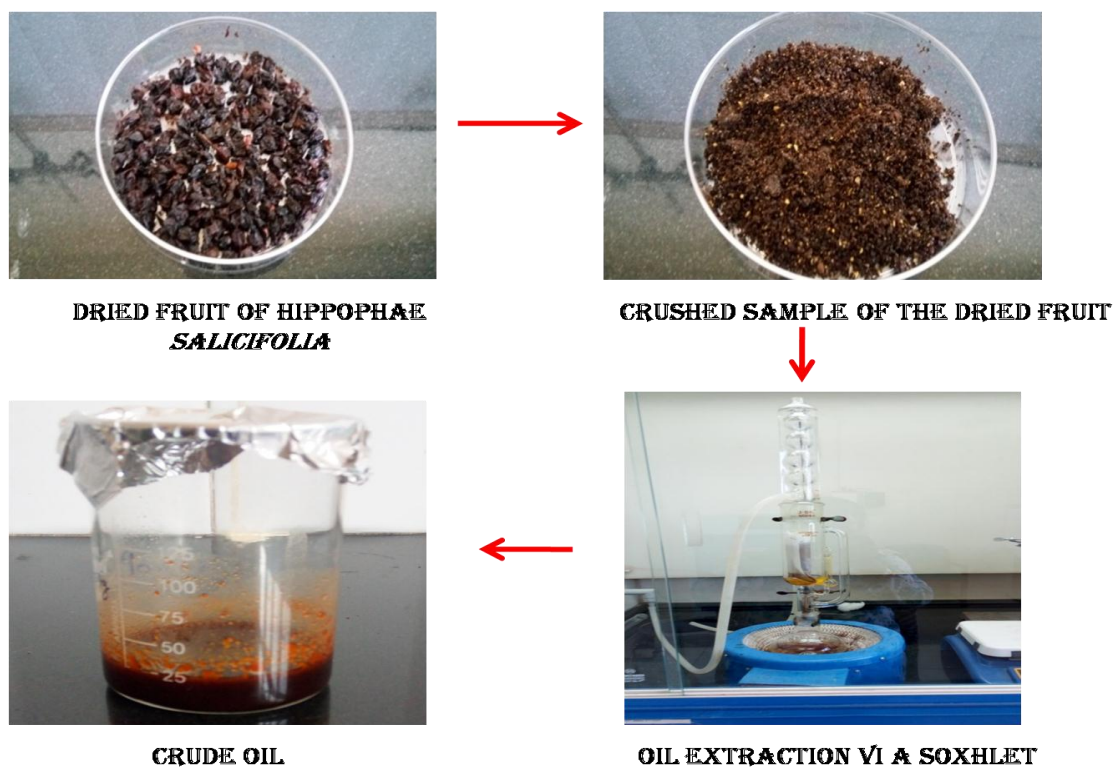 DRIED FRUIT OF HIPPOPHAE
SALICIFOLIA
CRUSHED SAMPLE OF THE DRIED FRUIT
100
75
50
25
CRUDE OIL
OIL EXTRACTION VI A SOXHLET